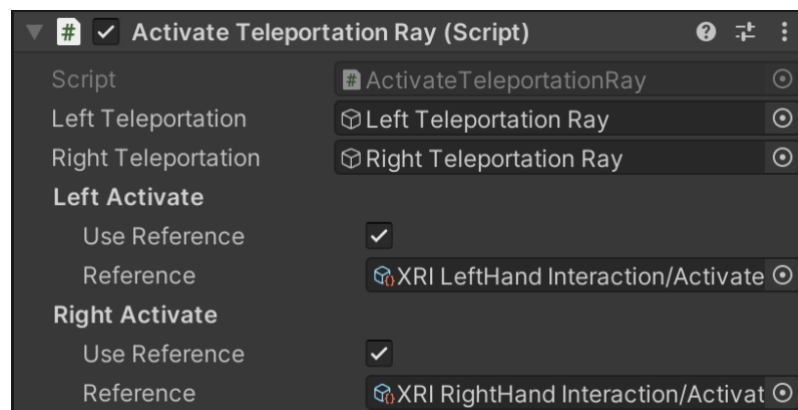 Activate Teleportation Ray (Script)
Script ActivateTeleportationRay
Left Teleportation Left Teleportation Ray
Right Teleportation Right Teleportation Ray
Left Activate
Use Reference
Reference XRI LeftHand Interaction/Activate
Right Activate
Use Reference
Reference XRI RightHand Interaction/Activat